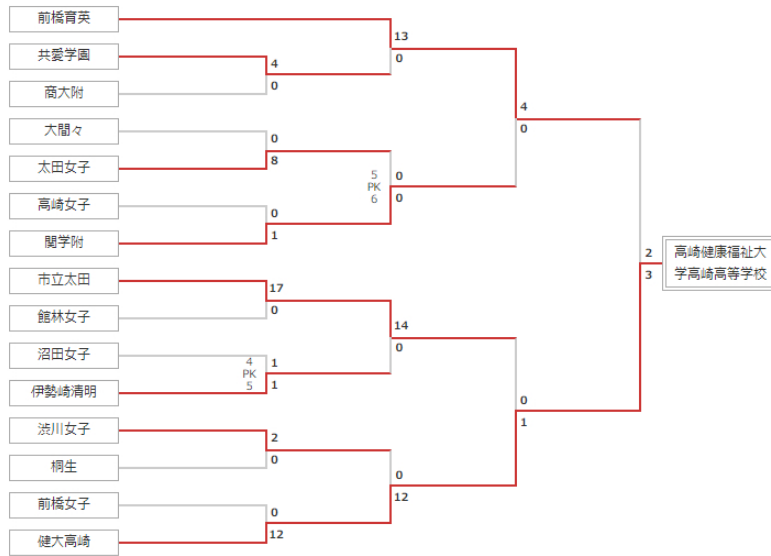 前橋育英
13
共愛学園
0
4
0
商大附
4
0
大間々
0
8
太田女子
5
PK
6
0
0
高崎女子
0
1
関学附
2
3
高崎健康福祉大
学高崎高等学校
市立太田
17
0
館林女子
14
0
沼田女子
4
PK
5
1
1
伊勢崎清明
0
1
渋川女子
2
0
桐生
0
12
前橋女子
0
12
健大高崎